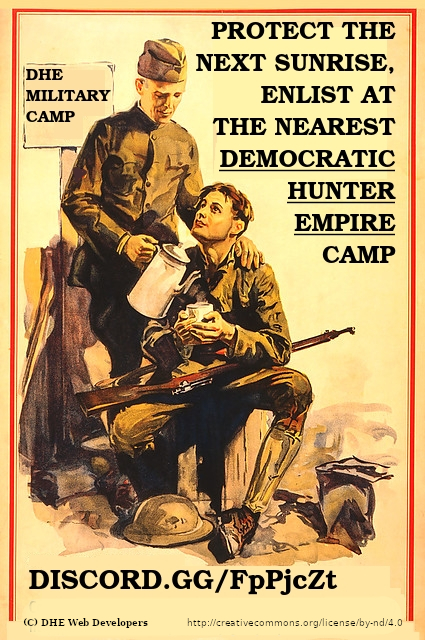 PROTECT THE
NEXT SUNRISE,
ENLIST AT
THE NEAREST
DEMOCRATIC
HUNTER
EMPIRE
CAMP
DHE
MILITARY
CAMP
DISCORD.GG/FpPjcZt
(C) DHE Web Developers
http://creativecommons.org/license/by-nd/4.0